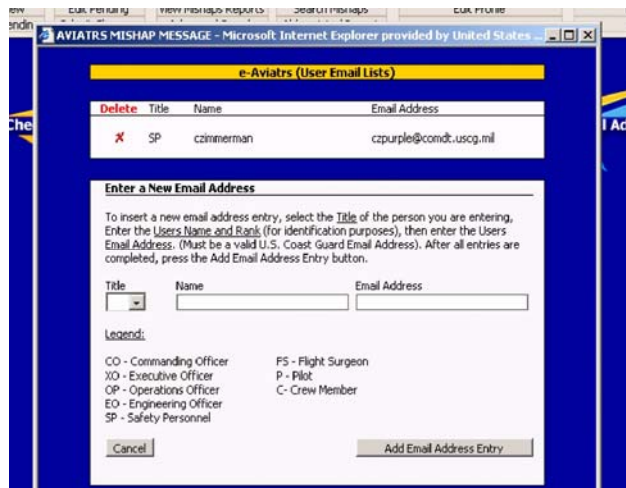 Edit Pending View Mishaps Reports Search Mishaps Edit Profile
AVIATRS MISHAP MESSAGE - Microsoft Internet Explorer provided by United States ...
e-Aviatrs (User Email Lists)
Delete Title Name Email Address
X SP czimmerman czpurple@comdt.uscg.mil
Enter a New Email Address
To insert a new email address entry, select the Title of the person you are entering,
Enter the Users Name and Rank (for identification purposes), then enter the Users
Email Address. (Must be a valid U.S. Coast Guard Email Address). After all entries are
completed, press the Add Email Address Entry button.
Title Name Email Address
Legend:
CO - Commanding Officer FS - Flight Surgeon
XO - Executive Officer P - Pilot
OP - Operations Officer C- Crew Member
EO - Engineering Officer
SP - Safety Personnel
Cancel Add Email Address Entry